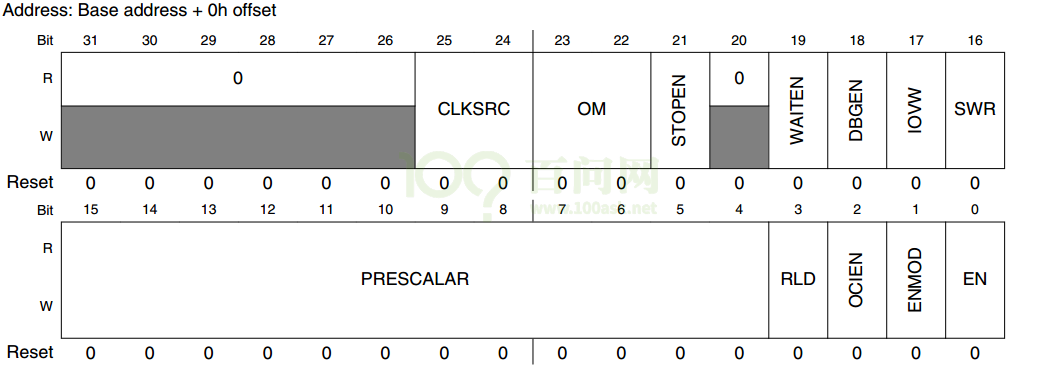 Address: Base address + 0h offset
Bit 31 30 29 28 27 26 25 24 23 22 21 20 19 18 17 16
R 0 CLKSRC OM STOPEN 0 WAITEN DBGEN IOVW SWR
W
Reset 0 0 0 0 0 0 0 0 0 0 0 0 0 0 0 0
100? 百问网
www.100ask.net
Bit 15 14 13 12 11 10 9 8 7 6 5 4 3 2 1 0
R PRESCALAR RLD OCIEN ENMOD EN
W
Reset 0 0 0 0 0 0 0 0 0 0 0 0 0 0 0 0